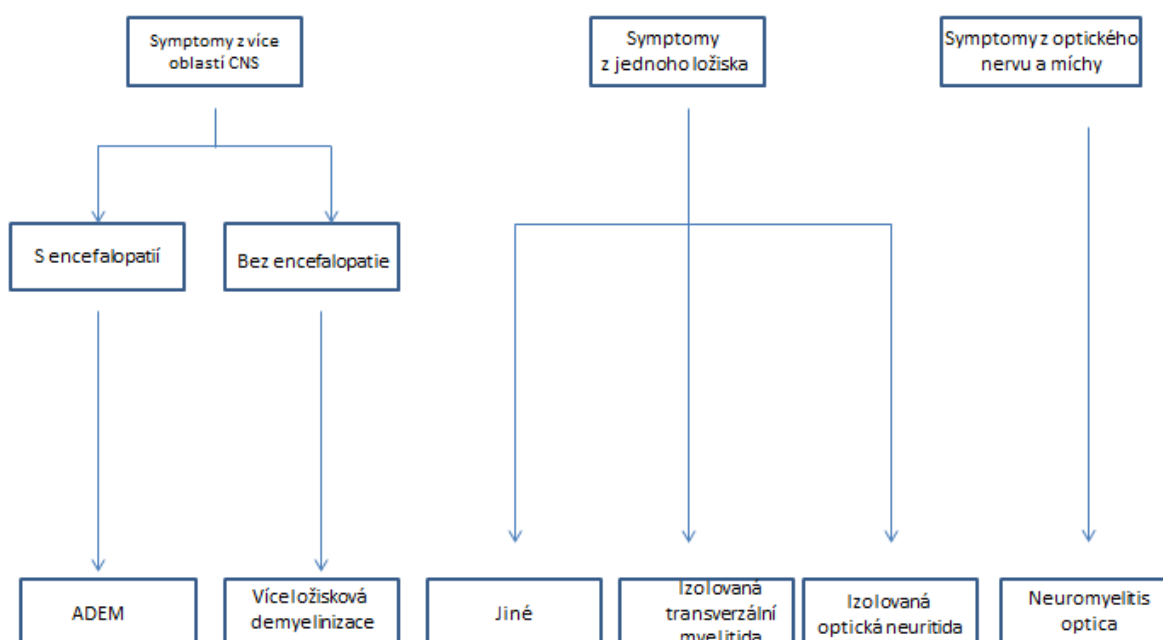 Symptomy z více
oblastí CNS
Symptomy
z jednoho ložiska
Symptomy z optického
nervu a míchy
S encefalopatií
Bez encefalopatie
ADEM
Víceložisková
demyelinizace
Jiné
Izolovaná
transverzální
myelitida
Izolovaná
optická neuritida
Neuromyelitis
optica